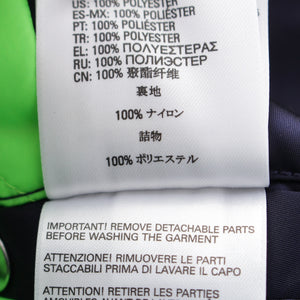 US: 100% POLYESTER
ES-MX: 100% POLIÉSTER
PT: 100% POLIÉSTER
TR: 100% POLYESTER
EL: 100% ΠΟΛΥΕΣΤΕΡΑΣ
RU: 100% ПОЛИЭСТЕР
CN: 100% 聚酯纤维
裏地
100% ナイロン
詰物
100% ポリエステル
IMPORTANT! REMOVE DETACHABLE PARTS
BEFORE WASHING THE GARMENT
ATTENZIONE! RIMUOVERE LE PARTI
STACCABILI PRIMA DI LAVARE IL CAPO
ATTENTION! RETIRER LES PARTIES
AMOVIBLES AVANT DE